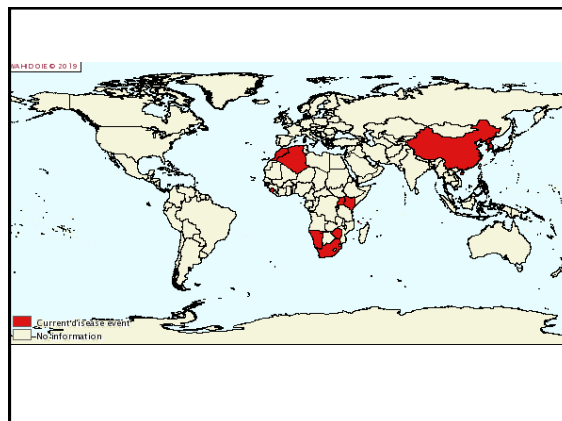 WAHID OIE © 2019
Current disease event
No information